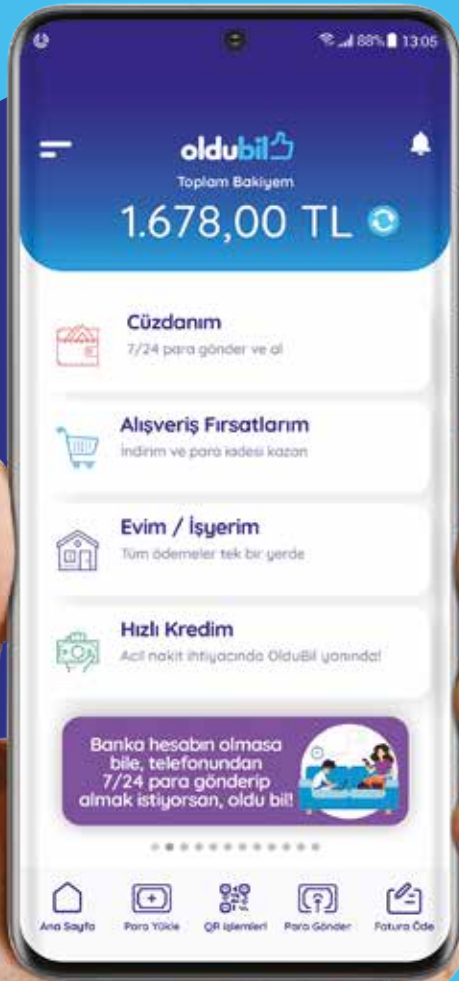 88% 13:05
oldubil
Toplam Bakiyem
1.678,00 TL
Cüzdanım
7/24 para gönder ve al
Alışveriş Fırsatlarım
İndirim ve para iadesi kazan
Evim / İşyerim
Tüm ödemeler tek bir yerde
Hızlı Kredim
Acil nakit ihtiyacında OlduBil yanında!
Banka hesabın olmasa
bile, telefonundan
7/24 para gönderip
almak istiyorsan, oldu bil!
Ana Sayfa Para Yükle QR İşlemleri Para Gönder Fatura Öde